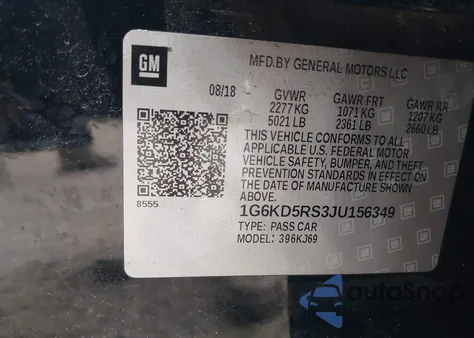 GM
MFD.BY GENERAL MOTORS LLC
08/18 GVWR GAWR FRT GAWR RR
2277 KG 1071 KG 1207 KG
5021 LB 2361 LB 2660 LB
THIS VEHICLE CONFORMS TO ALL
APPLICABLE U.S. FEDERAL MOTOR
VEHICLE SAFETY, BUMPER, AND THEFT
PREVENTION STANDARDS IN EFFECT ON
THE DATE OF MANUFACTURE SHOWN
ABOVE.
8555
1G6KD5RS3JU156349
TYPE: PASS CAR
MODEL: 396KJ69
autoSnap